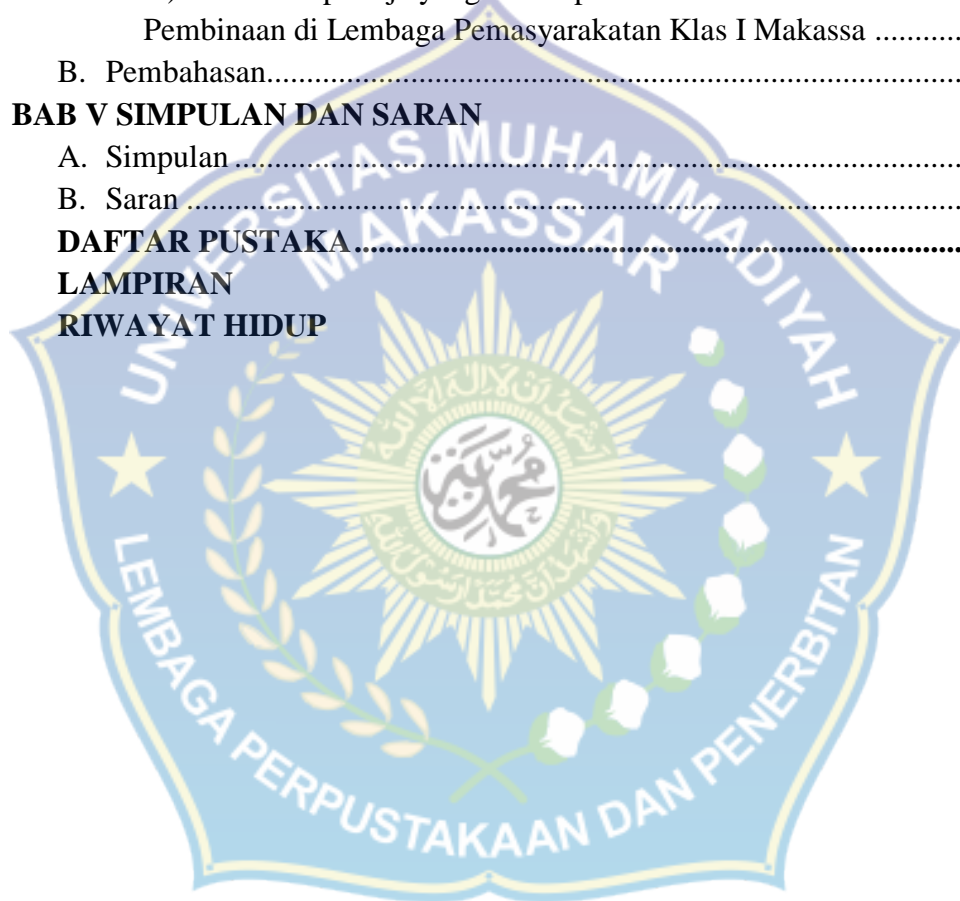 Pembinaan di Lembaga Pemasyarakatan Klas I Makassa ...........
B. Pembahasan..........................................................................
BAB V SIMPULAN DAN SARAN
A. Simpulan .............................................................................
B. Saran ...................................................................................
DAFTAR PUSTAKA................................................................
LAMPIRAN
RIWAYAT HIDUP
UNIVERSITAS MUHAMMADIYAH
MAKASSAR
LEMBAGA PERPUSTAKAAN DAN PENERBITAN